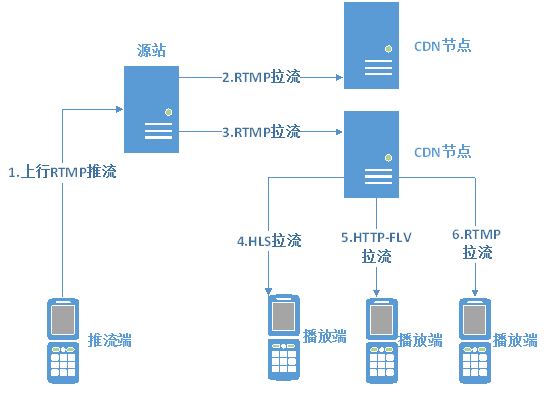 CDN节点
源站
2.RTMP拉流
3.RTMP拉流
CDN节点
1.上行RTMP推流
4.HLS拉流
5.HTTP-FLV
拉流
6.RTMP
拉流
推流端
播放端
播放端
播放端